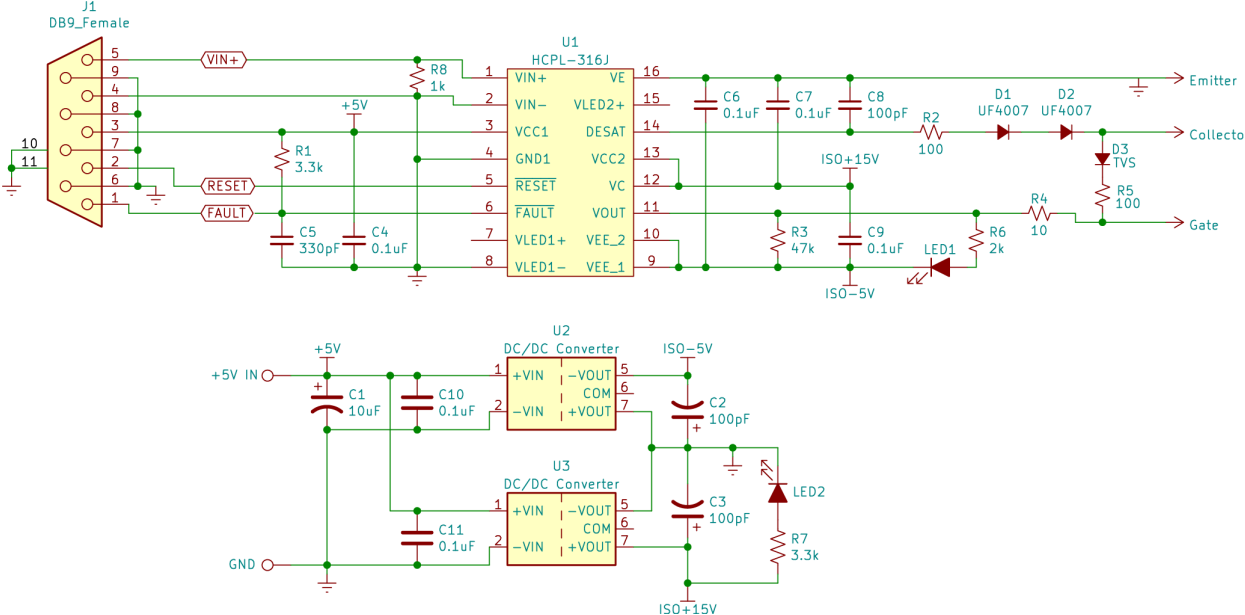 J1
DB9_Female
5
9
4
8
3
7
2
6
1
10
11
VIN+
RESET
FAULT
R8
1k
+5V
R1
3.3k
C5
330pF
C4
0.1uF
U1
HCPL-316J
1 VIN+ VE 16
2 VIN- VLED2+ 15
3 VCC1 DESAT 14
4 GND1 VCC2 13
5 RESET VC 12
6 FAULT VOUT 11
7 VLED1+ VEE_2 10
8 VLED1- VEE_1 9
C6
0.1uF
C7
0.1uF
C8
100pF
R2
100
D1
UF4007
D2
UF4007
Emitter
Collecto
D3
TVS
R5
100
R4
10
Gate
ISO+15V
R3
47k
C9
0.1uF
LED1
R6
2k
ISO-5V
+5V
+5V IN
C1
10uF
C10
0.1uF
U2
DC/DC Converter
1 +VIN -VOUT 5
COM 6
2 -VIN +VOUT 7
ISO-5V
C2
100pF
U3
DC/DC Converter
1 +VIN -VOUT 5
COM 6
2 -VIN +VOUT 7
C11
0.1uF
GND
C3
100pF
LED2
R7
3.3k
ISO+15V